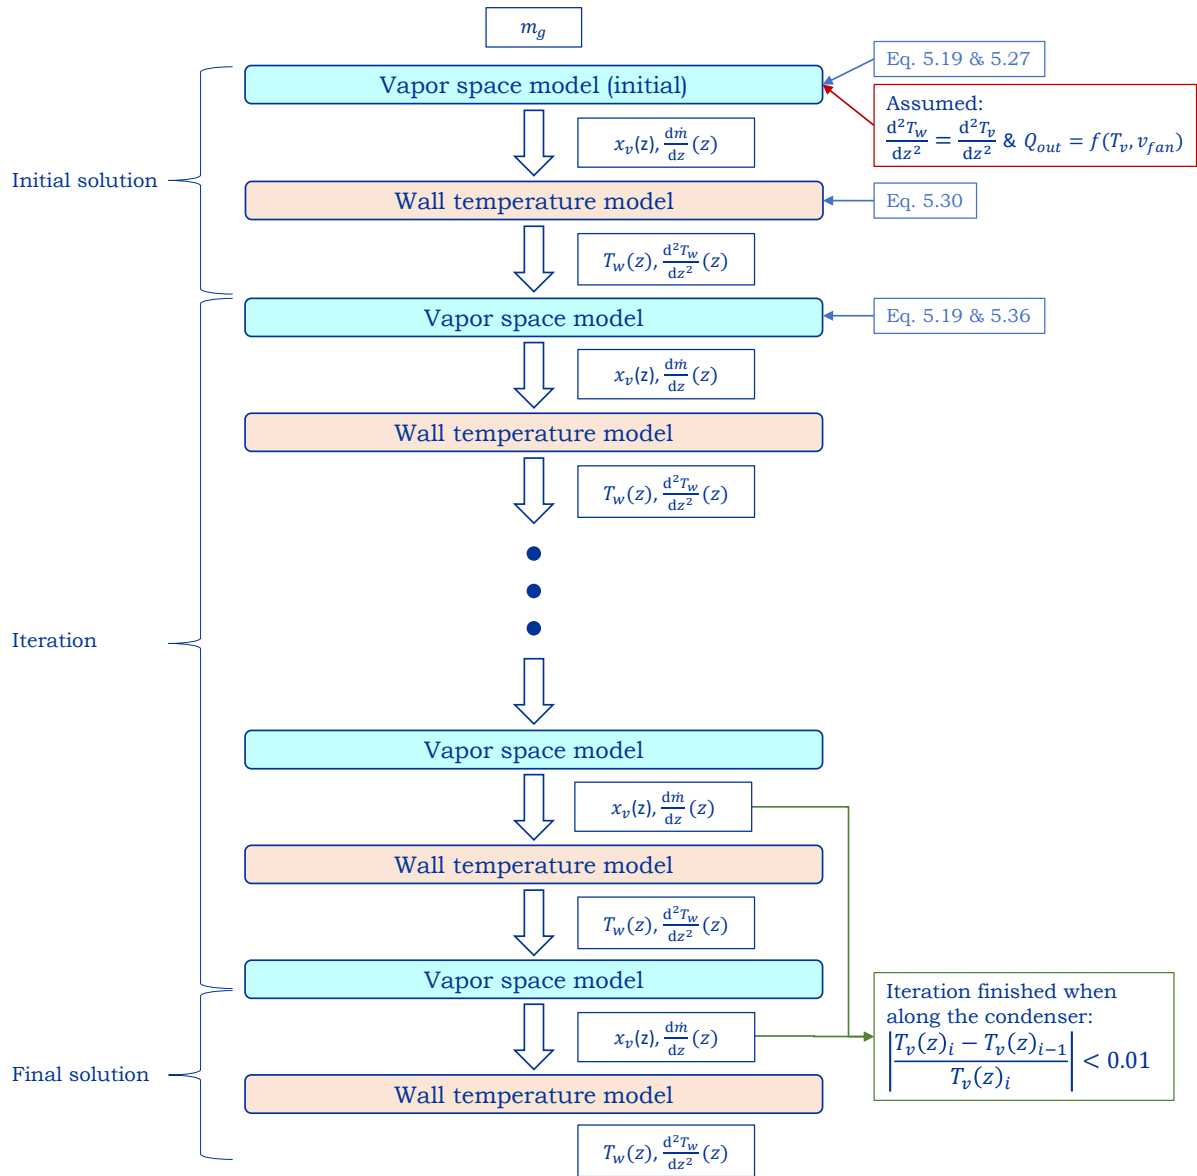 m_g
Vapor space model (initial)
Eq. 5.19 & 5.27
Assumed:
d²T_w/dz² = d²T_v/dz² & Q_out = f(T_v, v_fan)
x_v(z), dṁ/dz (z)
Initial solution
Wall temperature model
Eq. 5.30
T_w(z), d²T_w/dz² (z)
Vapor space model
Eq. 5.19 & 5.36
x_v(z), dṁ/dz (z)
Wall temperature model
T_w(z), d²T_w/dz² (z)
Iteration
Vapor space model
x_v(z), dṁ/dz (z)
Wall temperature model
T_w(z), d²T_w/dz² (z)
Vapor space model
Iteration finished when
along the condenser:
|T_v(z)_i − T_v(z)_{i−1} / T_v(z)_i| < 0.01
x_v(z), dṁ/dz (z)
Final solution
Wall temperature model
T_w(z), d²T_w/dz² (z)